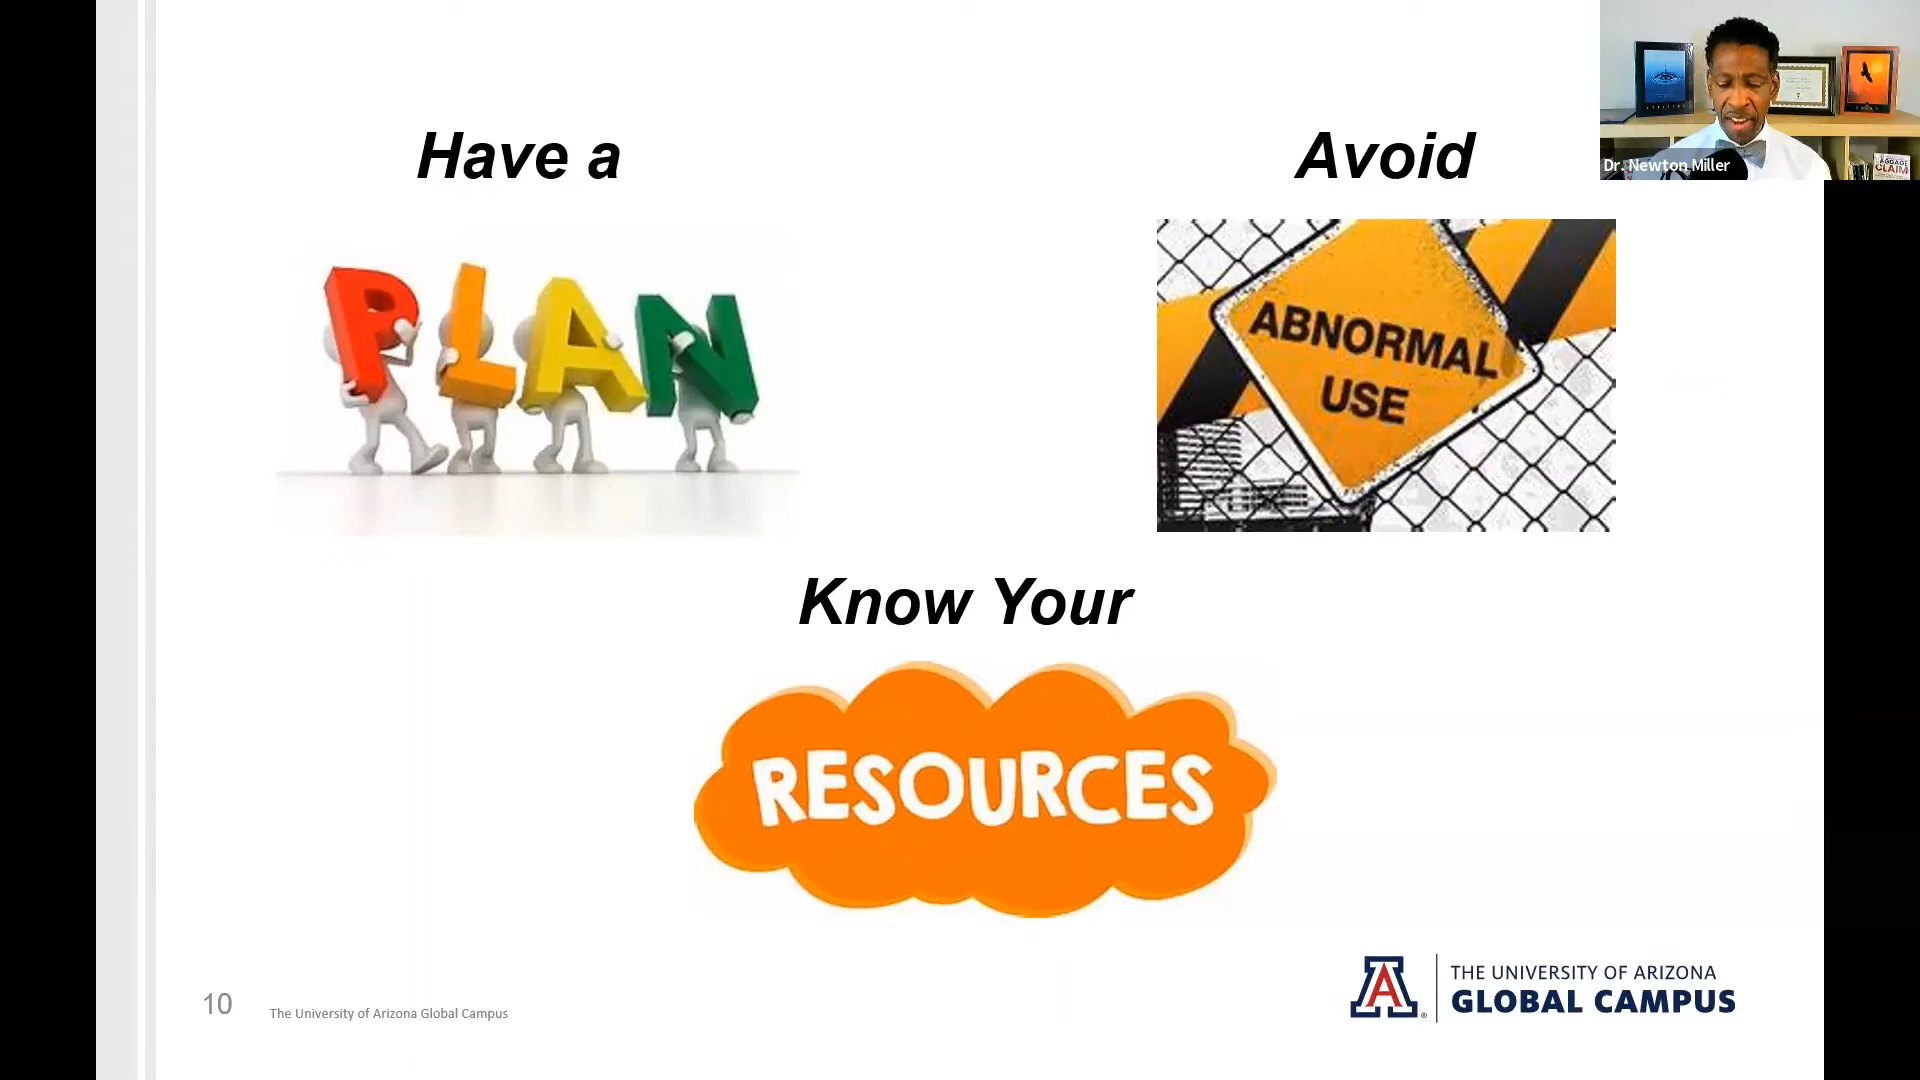 Have a
PLAN
Avoid
ABNORMAL
USE
Dr. Newton Miller
CLAIM
Know Your
RESOURCES
10
The University of Arizona Global Campus
A
THE UNIVERSITY OF ARIZONA
GLOBAL CAMPUS